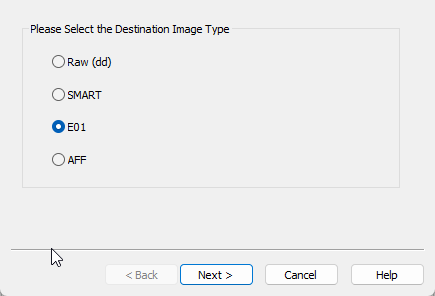 Please Select the Destination Image Type
Raw (dd)
SMART
E01
AFF
< Back
Next >
Cancel
Help